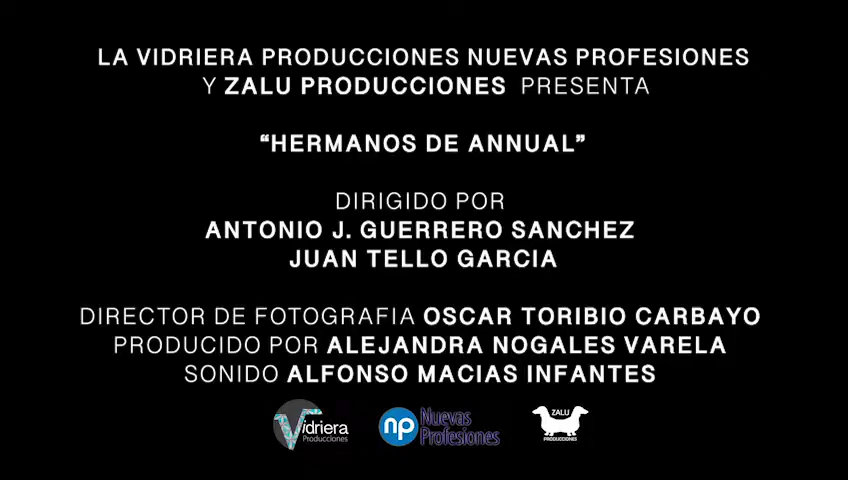 LA VIDRIERA PRODUCCIONES NUEVAS PROFESIONES
Y ZALU PRODUCCIONES PRESENTA
“HERMANOS DE ANNUAL”
DIRIGIDO POR
ANTONIO J. GUERRERO SANCHEZ
JUAN TELLO GARCIA
DIRECTOR DE FOTOGRAFIA OSCAR TORIBIO CARBAYO
PRODUCIDO POR ALEJANDRA NOGALES VARELA
SONIDO ALFONSO MACIAS INFANTES
Vidriera
Producciones
np
Nuevas
Profesiones
ZALU
PRODUCCIONES